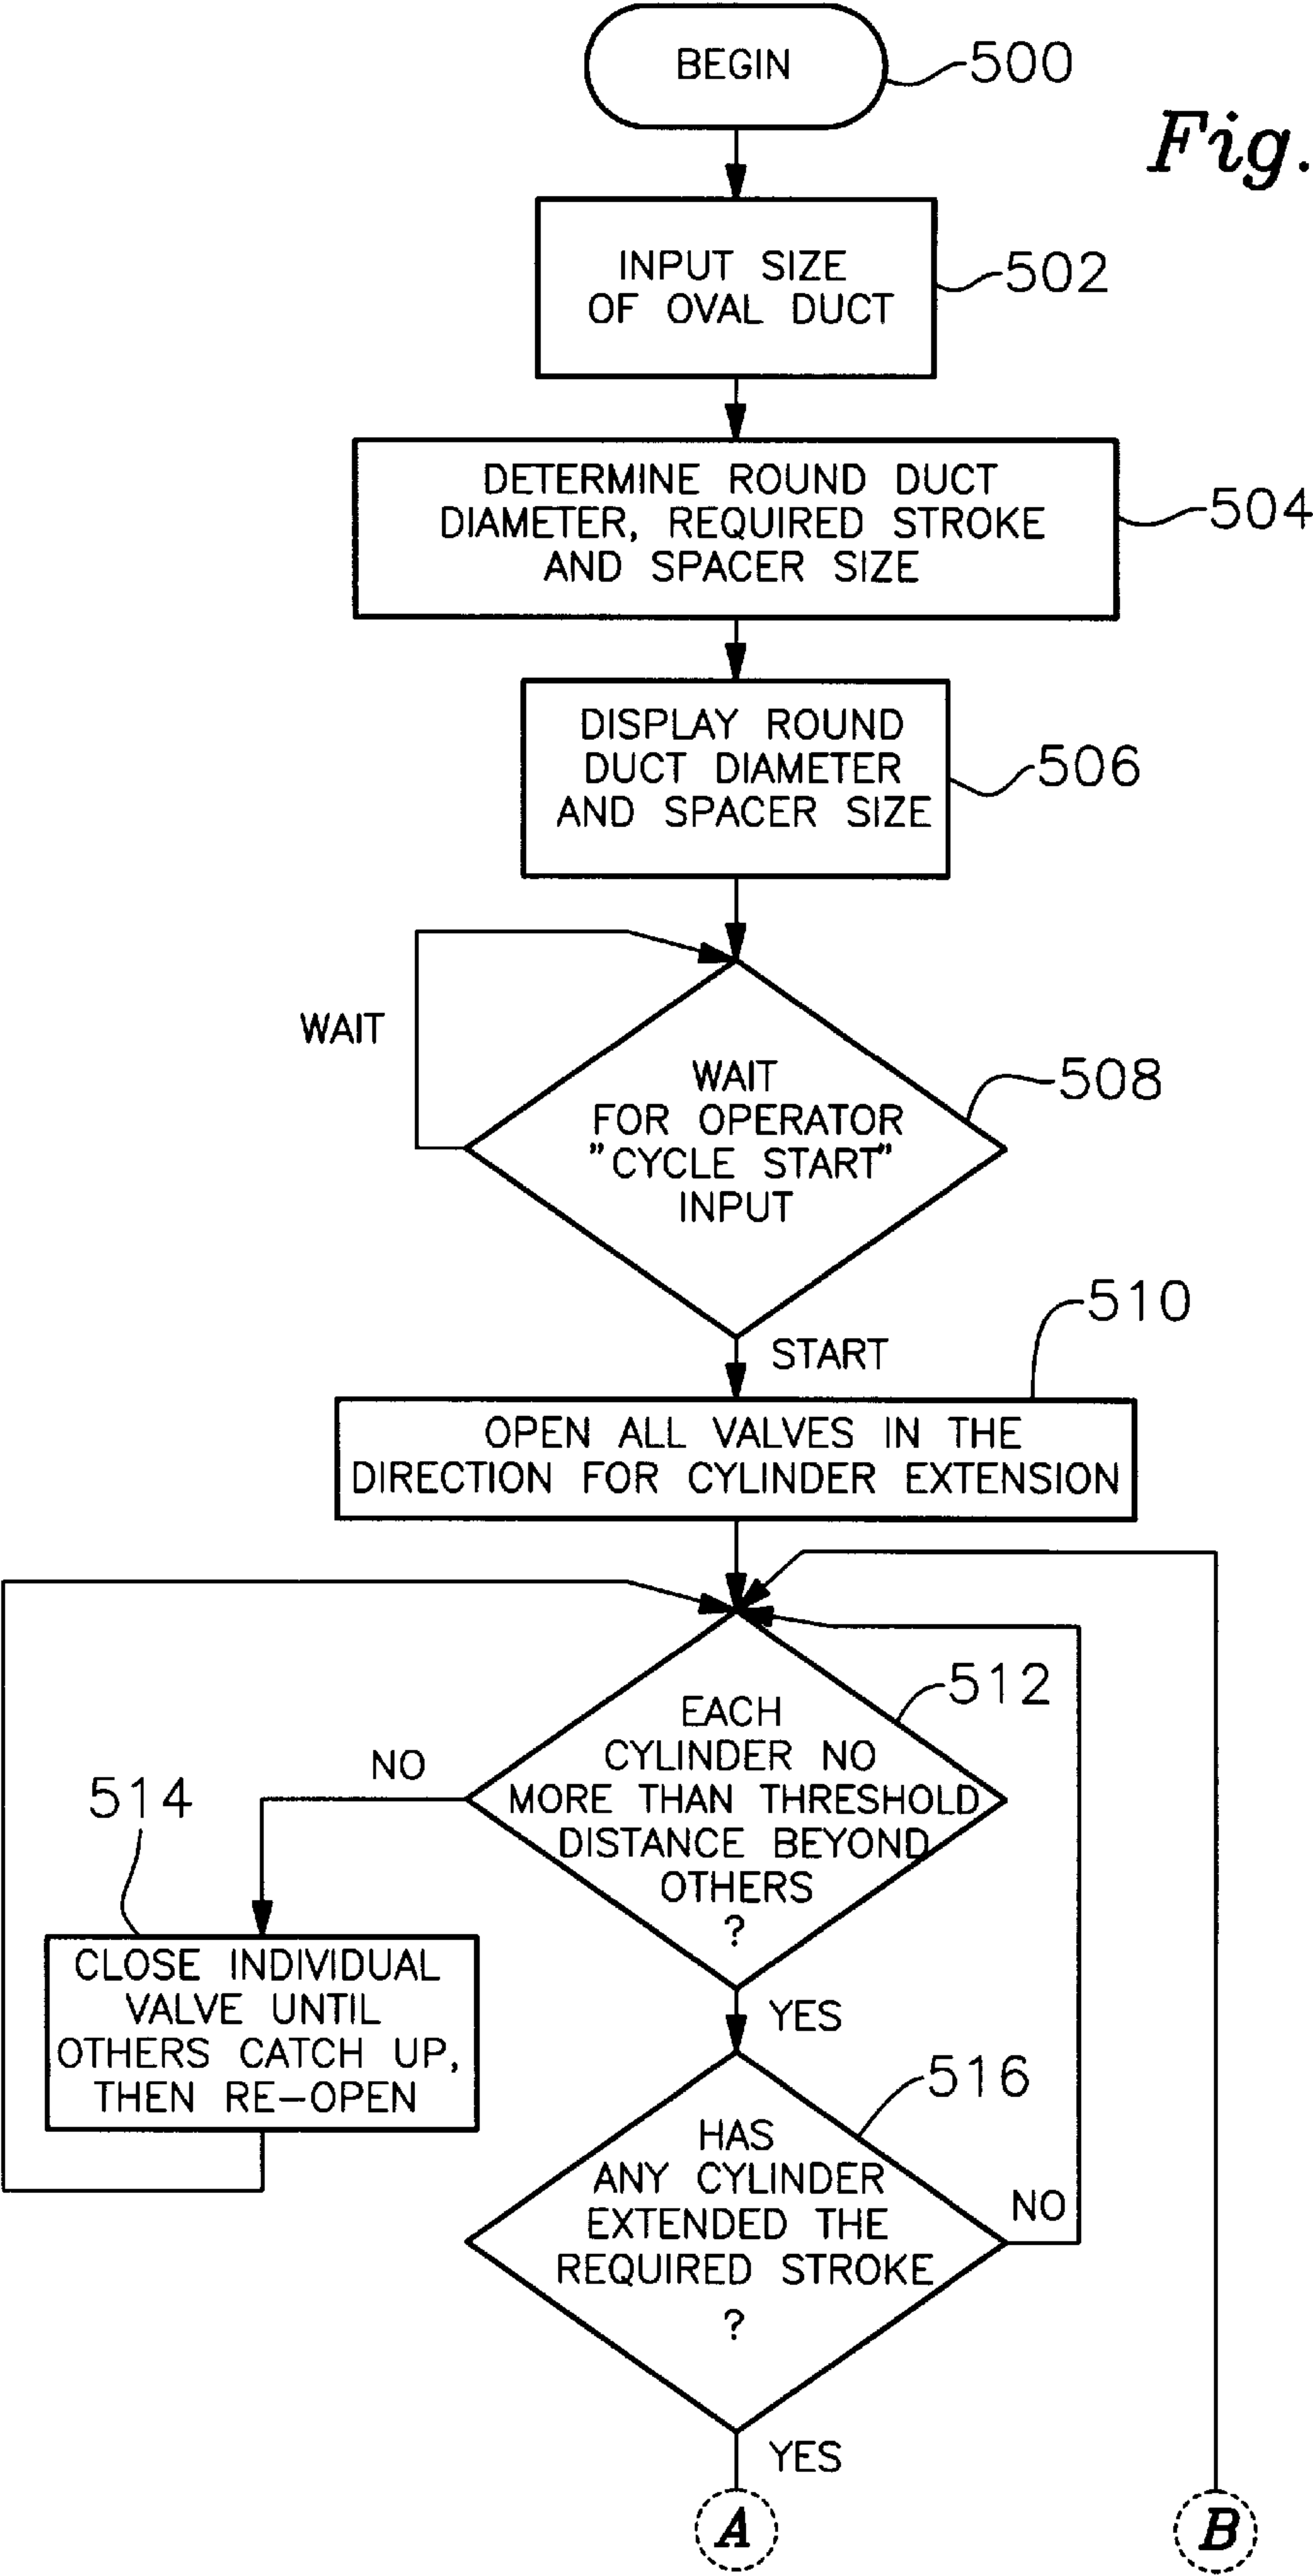 BEGIN
500
Fig.
INPUT SIZE
OF OVAL DUCT
502
DETERMINE ROUND DUCT
DIAMETER, REQUIRED STROKE
AND SPACER SIZE
504
DISPLAY ROUND
DUCT DIAMETER
AND SPACER SIZE
506
WAIT
WAIT
FOR OPERATOR
"CYCLE START"
INPUT
508
START
510
OPEN ALL VALVES IN THE
DIRECTION FOR CYLINDER EXTENSION
512
EACH
CYLINDER NO
MORE THAN THRESHOLD
DISTANCE BEYOND
OTHERS
?
NO
514
CLOSE INDIVIDUAL
VALVE UNTIL
OTHERS CATCH UP,
THEN RE-OPEN
YES
516
HAS
ANY CYLINDER
EXTENDED THE
REQUIRED STROKE
?
NO
YES
A
B